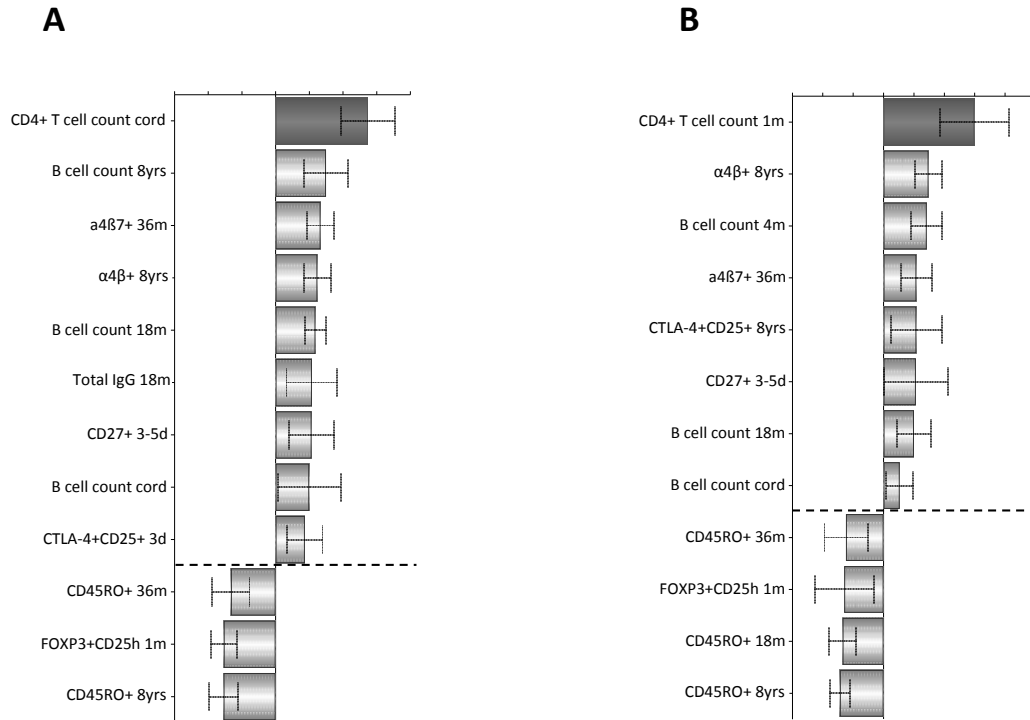 A
CD4+ T cell count cord
B cell count 8yrs
a4ß7+ 36m
α4β+ 8yrs
B cell count 18m
Total IgG 18m
CD27+ 3-5d
B cell count cord
CTLA-4+CD25+ 3d
CD45RO+ 36m
FOXP3+CD25h 1m
CD45RO+ 8yrs
B
CD4+ T cell count 1m
α4β+ 8yrs
B cell count 4m
a4ß7+ 36m
CTLA-4+CD25+ 8yrs
CD27+ 3-5d
B cell count 18m
B cell count cord
CD45RO+ 36m
FOXP3+CD25h 1m
CD45RO+ 18m
CD45RO+ 8yrs